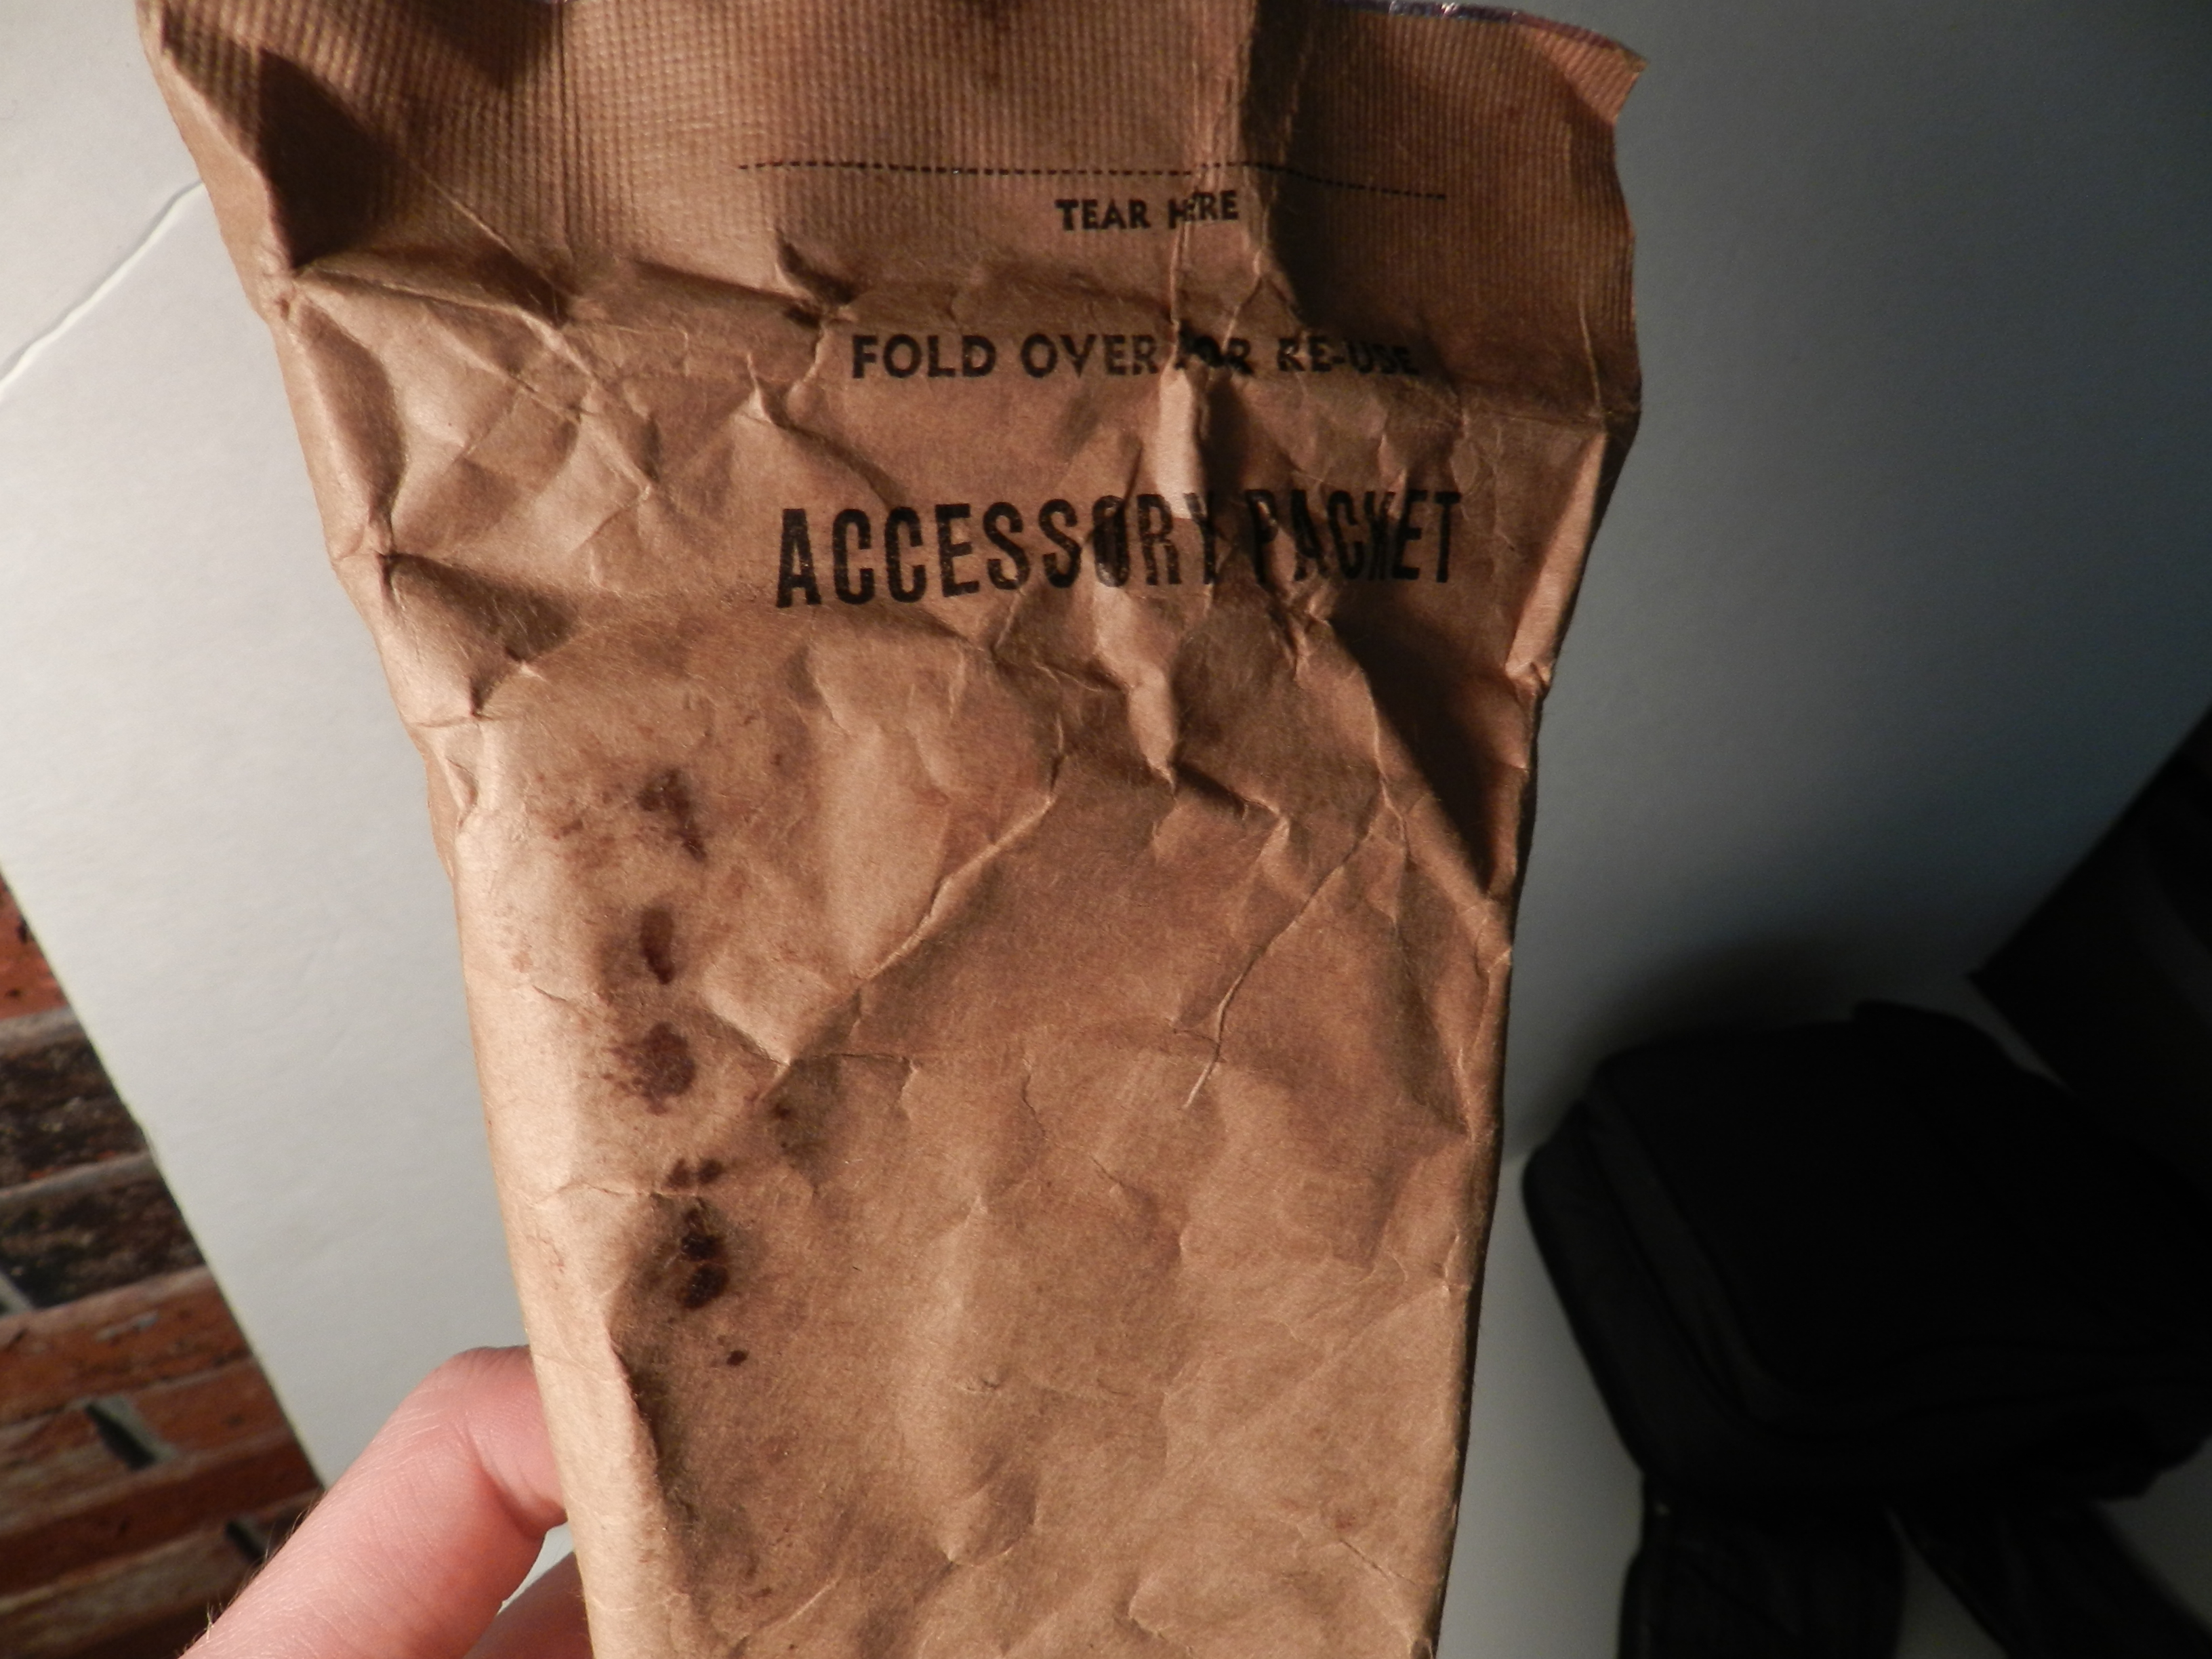 TEAR HERE
FOLD OVER FOR RE-USE
ACCESSORY PACKET